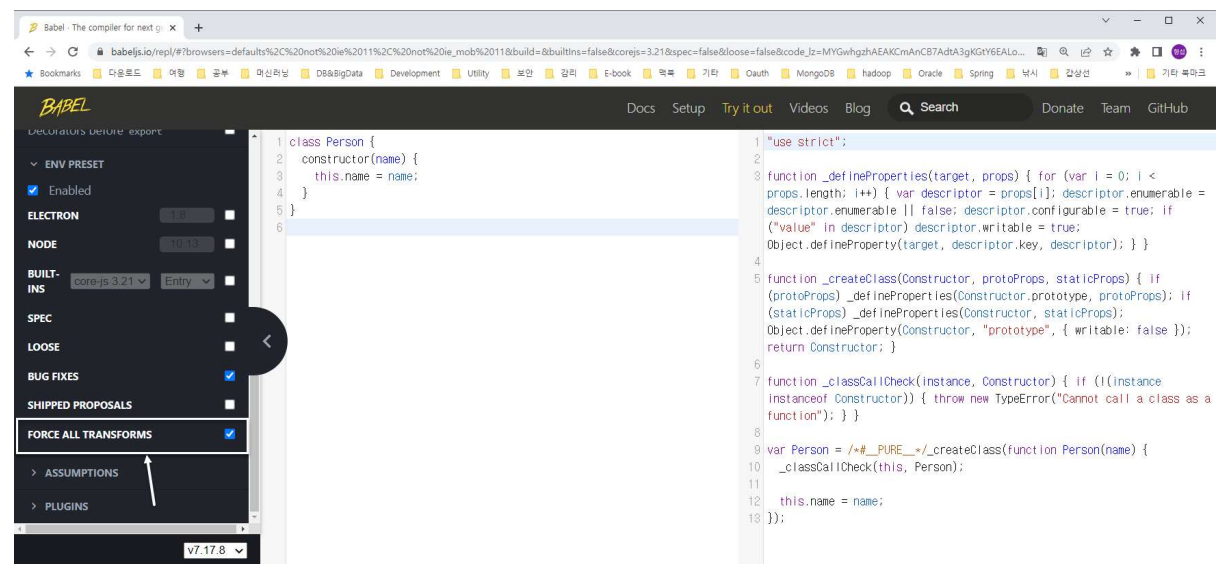 Babel · The compiler for next g
babeljs.io/repl/#?browsers=defaults%2C%20not%20ie%2011%2C%20not%20ie_mob%2011&build=&builtIns=false&corejs=3.21&spec=false&loose=false&code_lz=MYGwhgzhAEAKCmAnCB7AdtA3gKGtY6EALo...
Bookmarks 다운로드 여행 공부 머신러닝 DB&BigData Development Utility 보안 감리 E-book 맥북 기타 Oauth MongoDB hadoop Oracle Spring 낚시 갑상선 » 기타 북마크
BABEL
Docs Setup Try it out Videos Blog Search Donate Team GitHub
Decorators before export
ENV PRESET
Enabled
ELECTRON 1.8
NODE 10.13
BUILT-
INS core-js 3.21 Entry
SPEC
LOOSE
BUG FIXES
SHIPPED PROPOSALS
FORCE ALL TRANSFORMS
ASSUMPTIONS
PLUGINS
v7.17.8
1 class Person {
2 constructor(name) {
3 this.name = name;
4 }
5 }
6
1 "use strict";
2
3 function _defineProperties(target, props) { for (var i = 0; i <
props.length; i++) { var descriptor = props[i]; descriptor.enumerable =
descriptor.enumerable || false; descriptor.configurable = true; if
("value" in descriptor) descriptor.writable = true;
Object.defineProperty(target, descriptor.key, descriptor); } }
4
5 function _createClass(Constructor, protoProps, staticProps) { if
(protoProps) _defineProperties(Constructor.prototype, protoProps); if
(staticProps) _defineProperties(Constructor, staticProps);
Object.defineProperty(Constructor, "prototype", { writable: false });
return Constructor; }
6
7 function _classCallCheck(instance, Constructor) { if (!(instance
instanceof Constructor)) { throw new TypeError("Cannot call a class as a
function"); } }
8
9 var Person = /*#__PURE__*/_createClass(function Person(name) {
10 _classCallCheck(this, Person);
11
12 this.name = name;
13 });